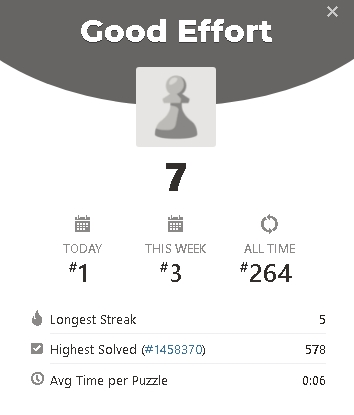 Good Effort
7
TODAY THIS WEEK ALL TIME
#1 #3 #264
Longest Streak 5
Highest Solved (#1458370) 578
Avg Time per Puzzle 0:06